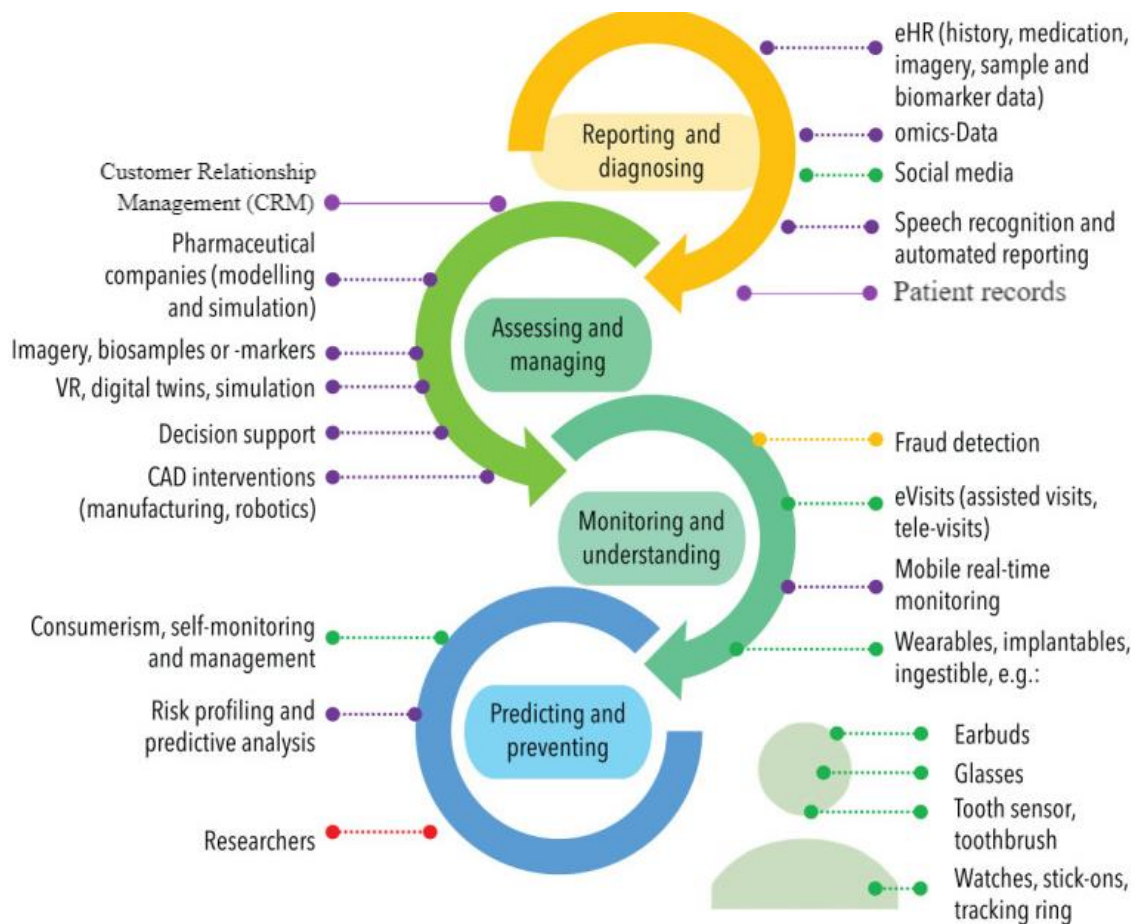 eHR (history, medication,
imagery, sample and
biomarker data)
Reporting and
diagnosing
omics-Data
Social media
Speech recognition and
automated reporting
Patient records
Customer Relationship
Management (CRM)
Pharmaceutical
companies (modelling
and simulation)
Imagery, biosamples or -markers
VR, digital twins, simulation
Decision support
CAD interventions
(manufacturing, robotics)
Assessing and
managing
Fraud detection
eVisits (assisted visits,
tele-visits)
Mobile real-time
monitoring
Wearables, implantables,
ingestible, e.g.:
Monitoring and
understanding
Consumerism, self-monitoring
and management
Risk profiling and
predictive analysis
Researchers
Predicting and
preventing
Earbuds
Glasses
Tooth sensor,
toothbrush
Watches, stick-ons,
tracking ring